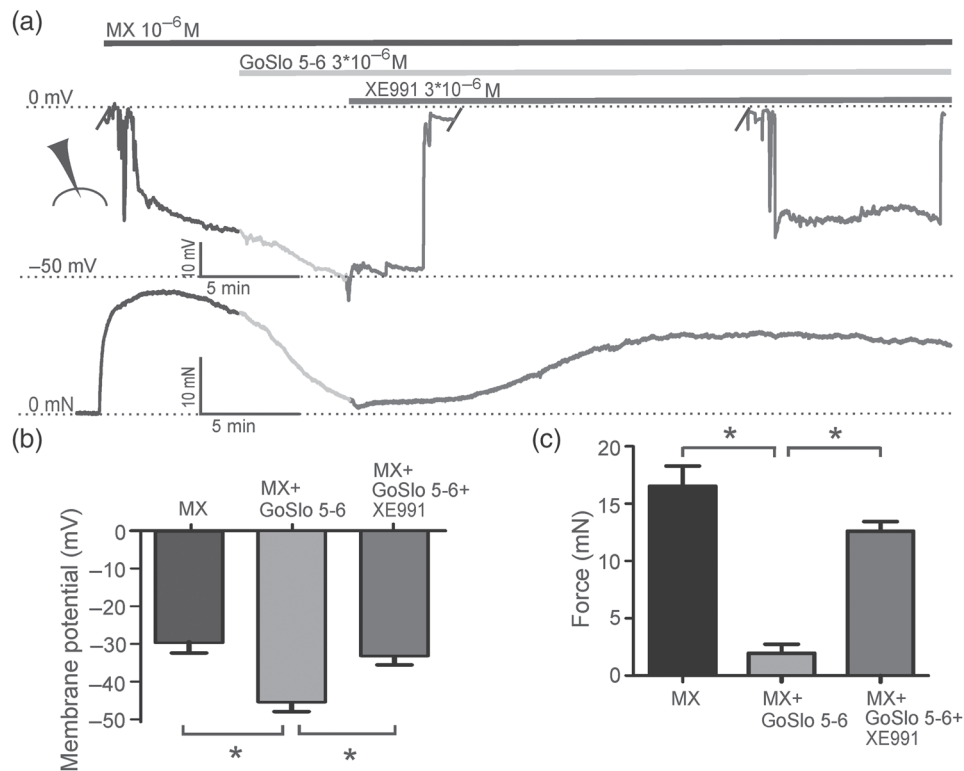 (a)
MX 10⁻⁶ M
GoSlo 5-6 3*10⁻⁶ M
XE991 3*10⁻⁶ M
0 mV
10 mV
5 min
–50 mV
10 mN
5 min
0 mN
(b)
MX
MX+
GoSlo 5-6
MX+
GoSlo 5-6+
XE991
Membrane potential (mV)
0
–10
–20
–30
–40
–50
*
*
(c)
*
*
Force (mN)
20
15
10
5
0
MX
MX+
GoSlo 5-6
MX+
GoSlo 5-6+
XE991